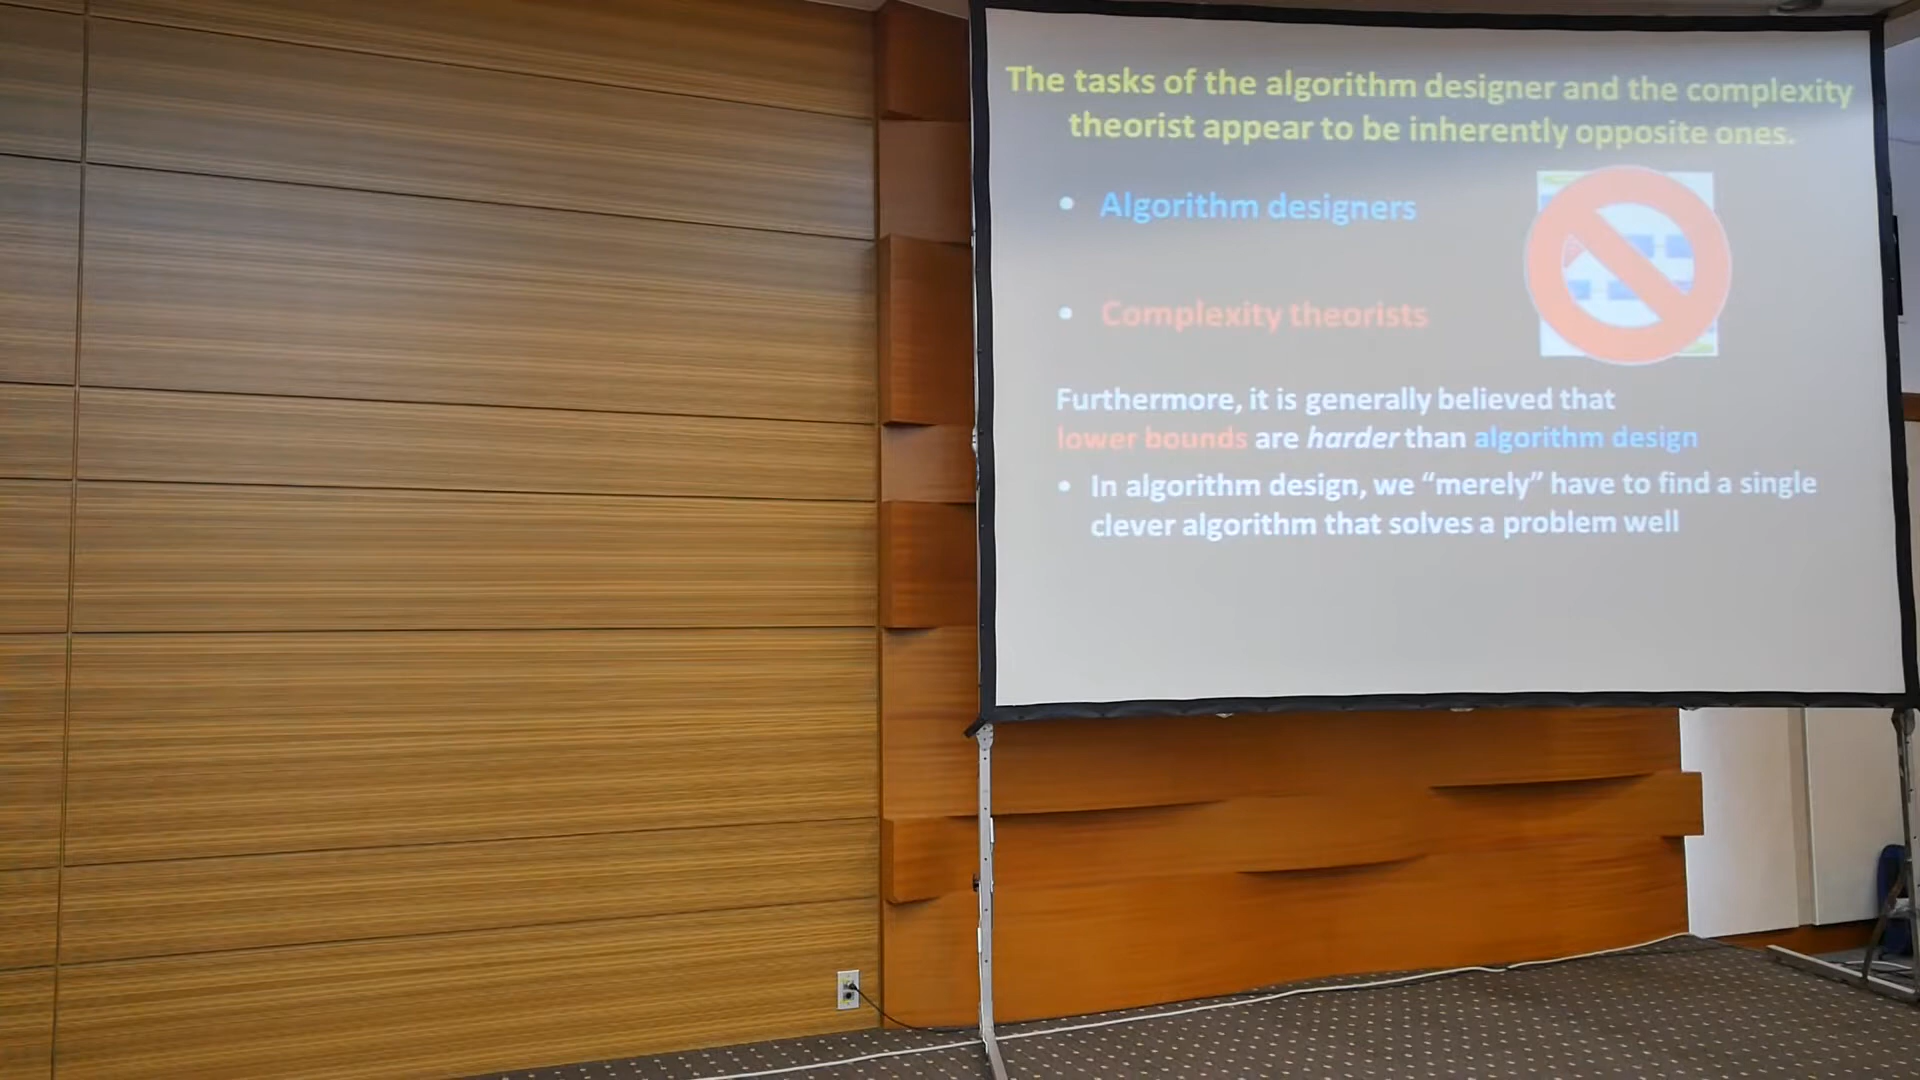 The tasks of the algorithm designer and the complexity
theorist appear to be inherently opposite ones.
• Algorithm designers
• Complexity theorists
Furthermore, it is generally believed that
lower bounds are harder than algorithm design
• In algorithm design, we “merely” have to find a single
clever algorithm that solves a problem well